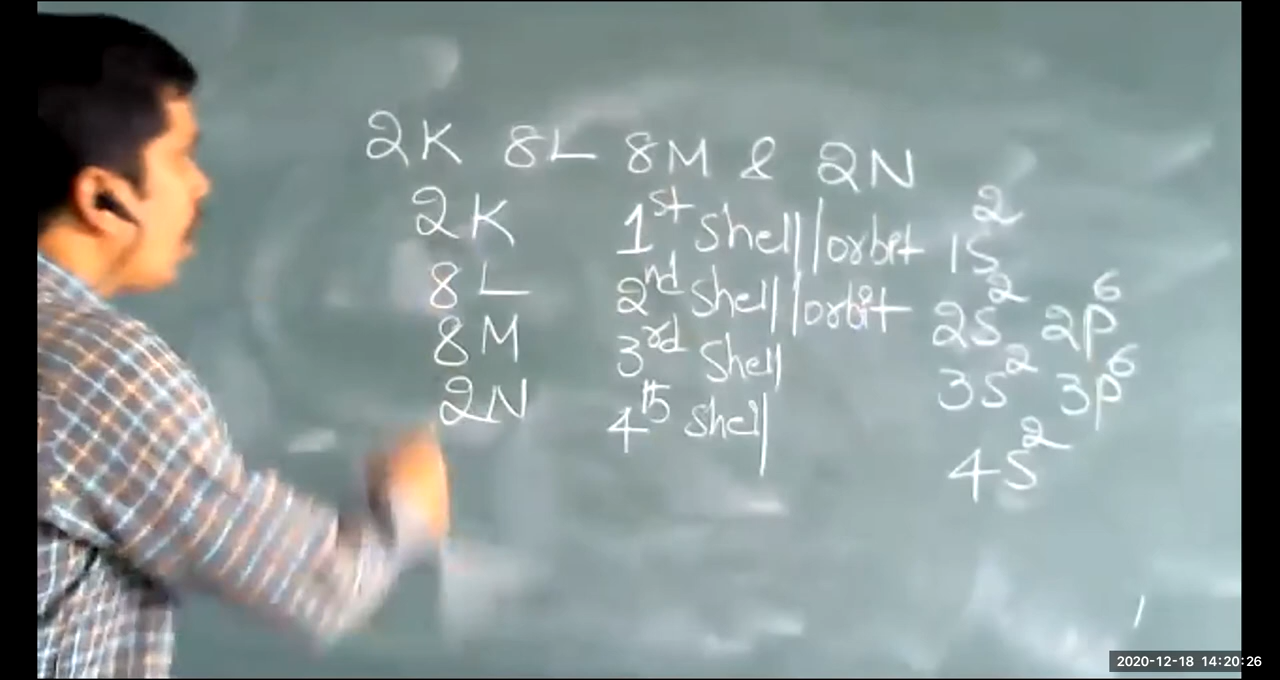 2K 8L 8M & 2N
2K 1st shell/orbit 1s²
8L 2nd shell/orbit 2s² 2p⁶
8M 3rd shell 3s² 3p⁶
2N 4th shell 4s²
2020-12-18 14:20:26